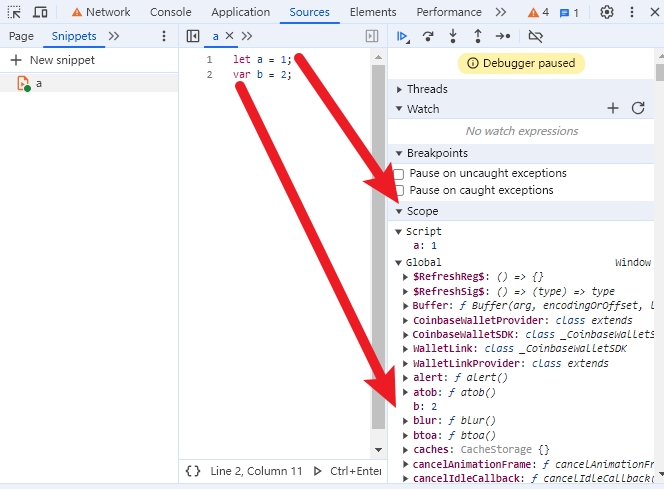 Network Console Application Sources Elements Performance 4 1
Page Snippets
New snippet
a
a
1 let a = 1;
2 var b = 2;
{} Line 2, Column 11 Ctrl+Enter
Debugger paused
Threads
Watch
No watch expressions
Breakpoints
Pause on uncaught exceptions
Pause on caught exceptions
Scope
Script
a: 1
Global Window
$RefreshReg$: () => {}
$RefreshSig$: () => (type) => type
Buffer: ƒ Buffer(arg, encodingOrOffset, l
CoinbaseWalletProvider: class extends
CoinbaseWalletSDK: class _CoinbaseWalletS
WalletLink: class _CoinbaseWalletSDK
WalletLinkProvider: class extends
alert: ƒ alert()
atob: ƒ atob()
b: 2
blur: ƒ blur()
btoa: ƒ btoa()
caches: CacheStorage {}
cancelAnimationFrame: ƒ cancelAnimationFr
cancelIdleCallback: ƒ cancelIdleCallback(